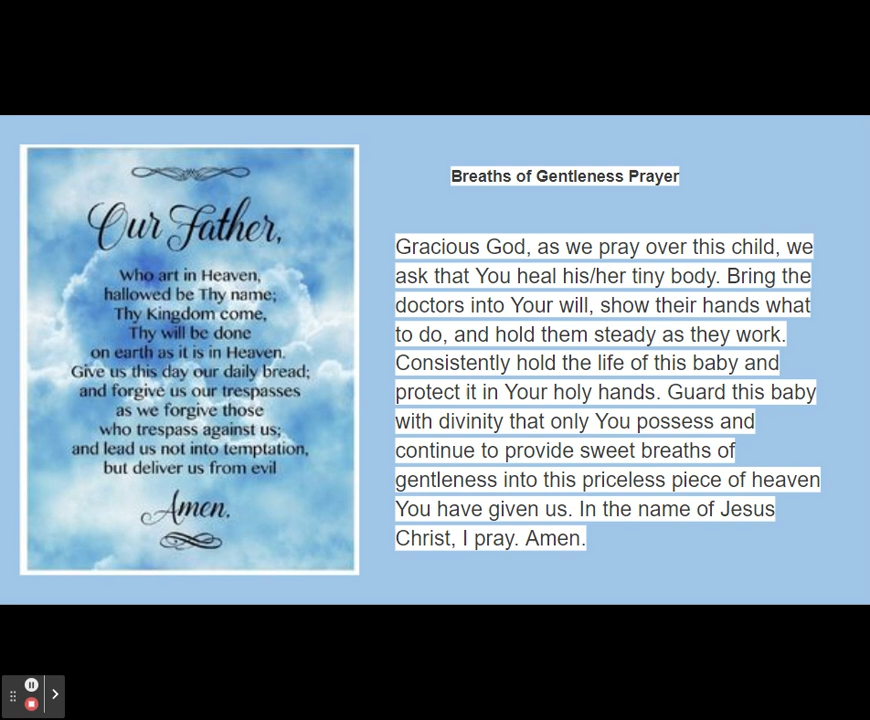 Our Father,
Who art in Heaven,
hallowed be Thy name;
Thy Kingdom come,
Thy will be done
on earth as it is in Heaven.
Give us this day our daily bread;
and forgive us our trespasses
as we forgive those
who trespass against us;
and lead us not into temptation,
but deliver us from evil
Amen.
Breaths of Gentleness Prayer
Gracious God, as we pray over this child, we
ask that You heal his/her tiny body. Bring the
doctors into Your will, show their hands what
to do, and hold them steady as they work.
Consistently hold the life of this baby and
protect it in Your holy hands. Guard this baby
with divinity that only You possess and
continue to provide sweet breaths of
gentleness into this priceless piece of heaven
You have given us. In the name of Jesus
Christ, I pray. Amen.